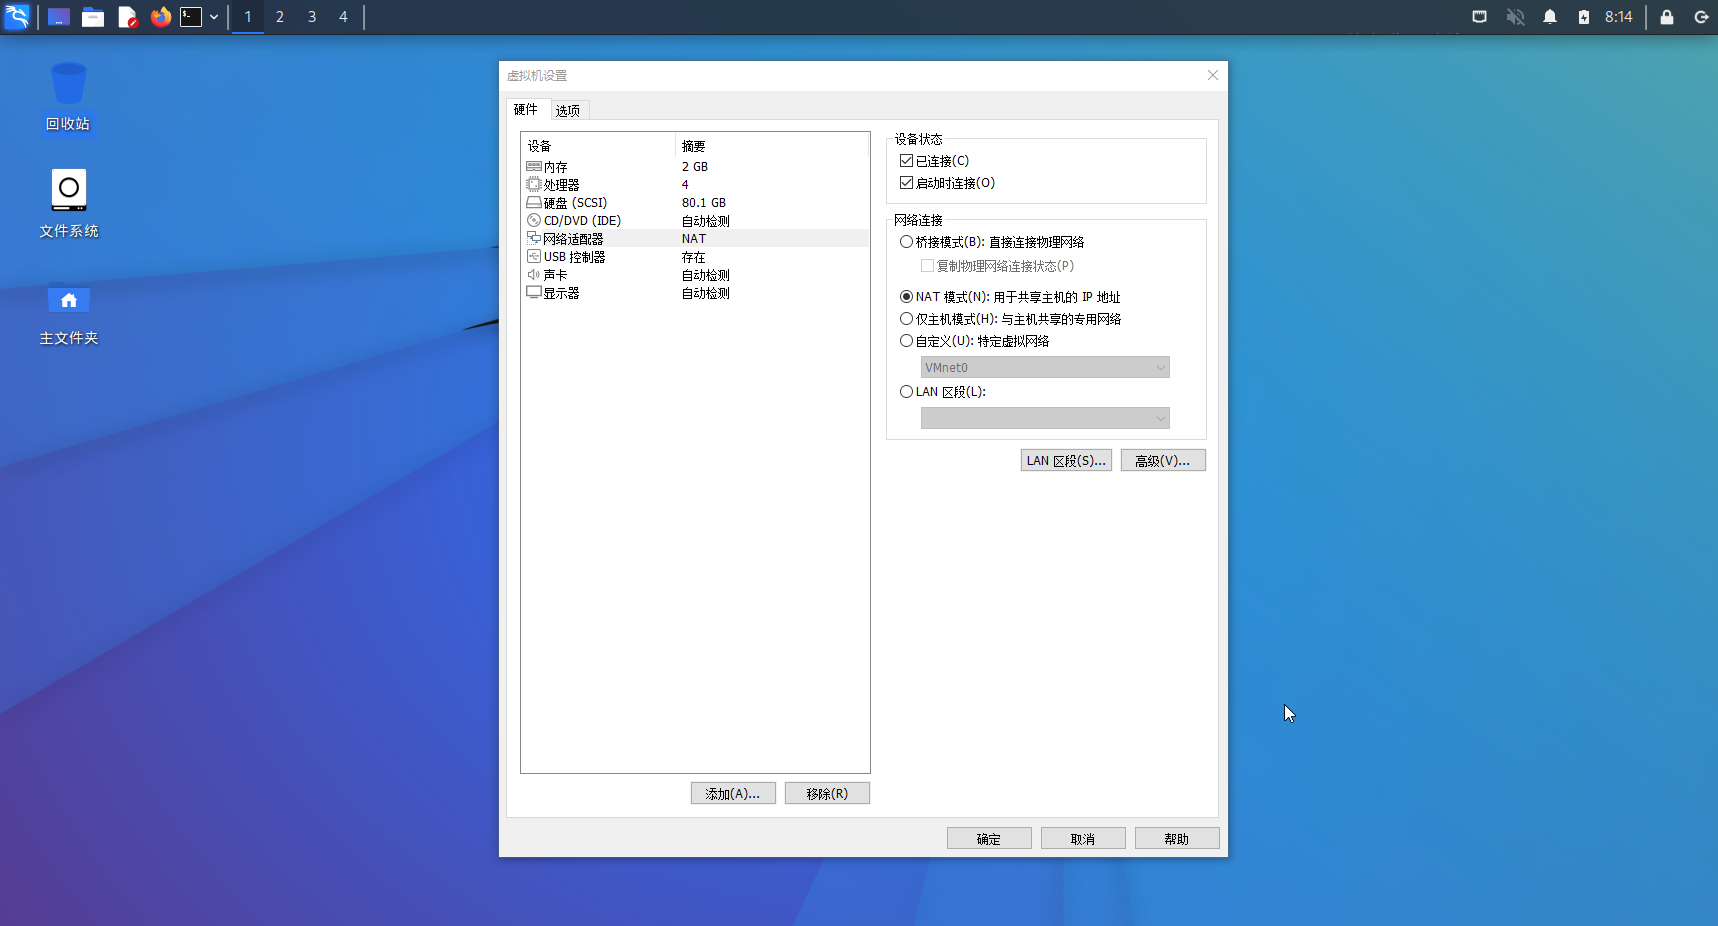 1 2 3 4
8:14
回收站
文件系统
主文件夹
虚拟机设置
硬件 选项
设备 摘要
内存 2 GB
处理器 4
硬盘 (SCSI) 80.1 GB
CD/DVD (IDE) 自动检测
网络适配器 NAT
USB 控制器 存在
声卡 自动检测
显示器 自动检测
添加(A)... 移除(R)
设备状态
已连接(C)
启动时连接(O)
网络连接
桥接模式(B): 直接连接物理网络
复制物理网络连接状态(P)
NAT 模式(N): 用于共享主机的 IP 地址
仅主机模式(H): 与主机共享的专用网络
自定义(U): 特定虚拟网络
VMnet0
LAN 区段(L):
LAN 区段(S)... 高级(V)...
确定 取消 帮助